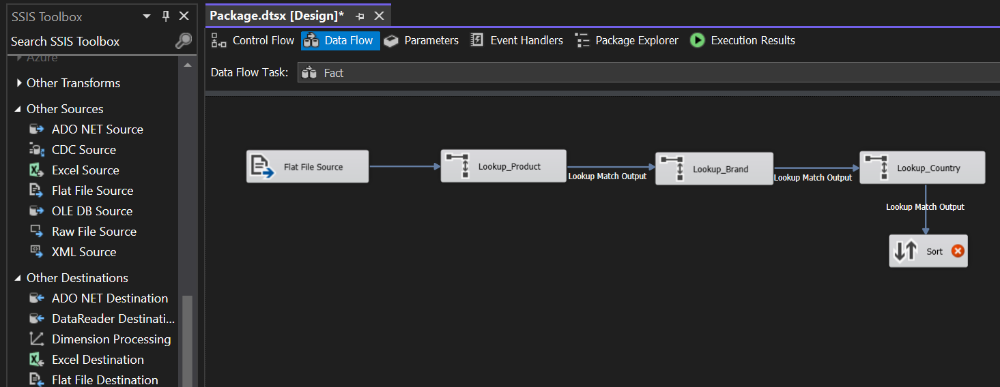 SSIS Toolbox
Search SSIS Toolbox
Azure
Other Transforms
Other Sources
ADO NET Source
CDC Source
Excel Source
Flat File Source
OLE DB Source
Raw File Source
XML Source
Other Destinations
ADO NET Destination
DataReader Destinati...
Dimension Processing
Excel Destination
Flat File Destination
Package.dtsx [Design]*
Control Flow Data Flow Parameters Event Handlers Package Explorer Execution Results
Data Flow Task: Fact
Flat File Source Lookup_Product Lookup_Brand Lookup_Country
Lookup Match Output Lookup Match Output
Lookup Match Output
Sort